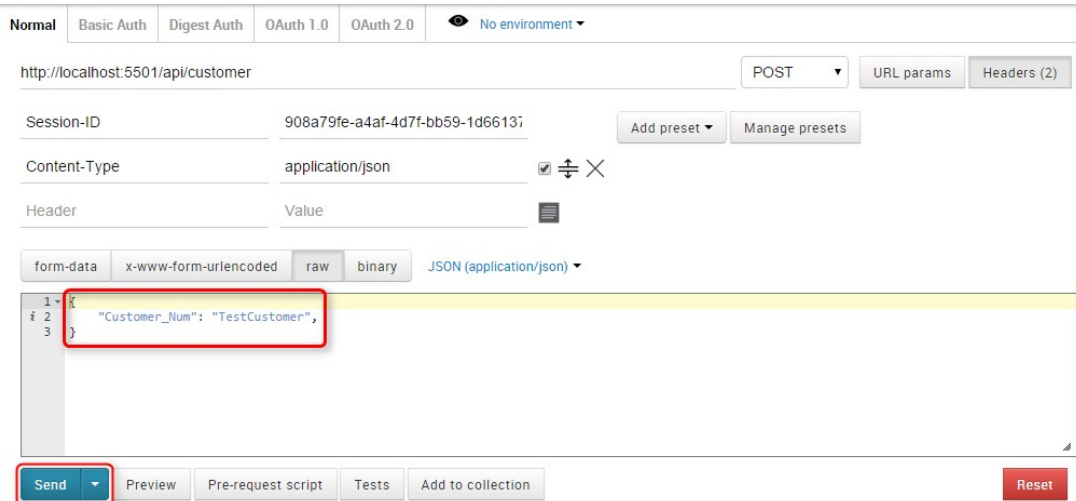 Normal Basic Auth Digest Auth OAuth 1.0 OAuth 2.0 No environment
http://localhost:5501/api/customer POST URL params Headers (2)
Session-ID 908a79fe-a4af-4d7f-bb59-1d66137 Add preset Manage presets
Content-Type application/json
Header Value
form-data x-www-form-urlencoded raw binary JSON (application/json)
1 {
i 2 "Customer_Num": "TestCustomer",
3 }
Send Preview Pre-request script Tests Add to collection Reset